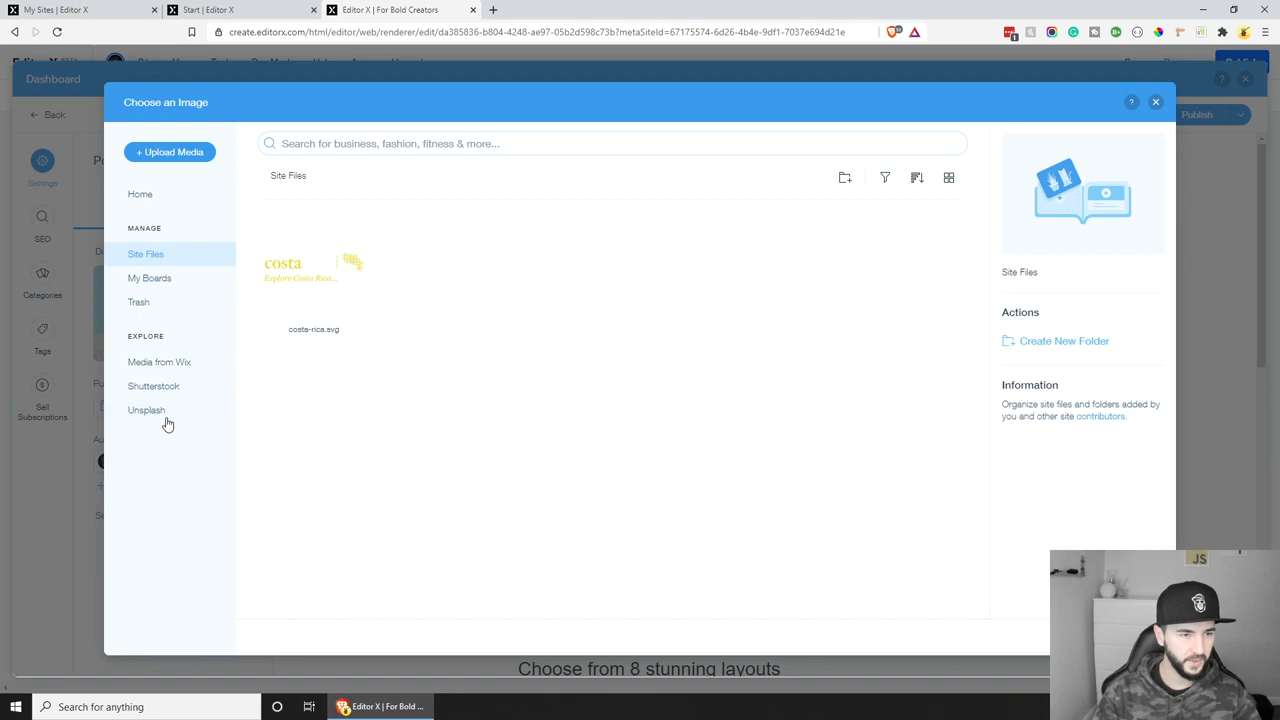 My Sites | Editor X
Start | Editor X
Editor X | For Bold Creators
create.editorx.com/html/editor/web/renderer/edit/da385836-b804-4248-ae97-05b2d598c73b?metaSiteId=67175574-6d26-4b4e-9df1-7037e694d21e
Dashboard
Back
Publish
Choose an Image
+ Upload Media
Search for business, fashion, fitness & more...
Home
Site Files
MANAGE
Site Files
My Boards
Trash
EXPLORE
Media from Wix
Shutterstock
Unsplash
costa
Explore Costa Rica...
costa-rica.svg
Site Files
Actions
Create New Folder
Information
Organize site files and folders added by
you and other site contributors.
Settings
SEO
Categories
Tags
Sell
Subscriptions
Choose from 8 stunning layouts
JS
Search for anything
Editor X | For Bold ...